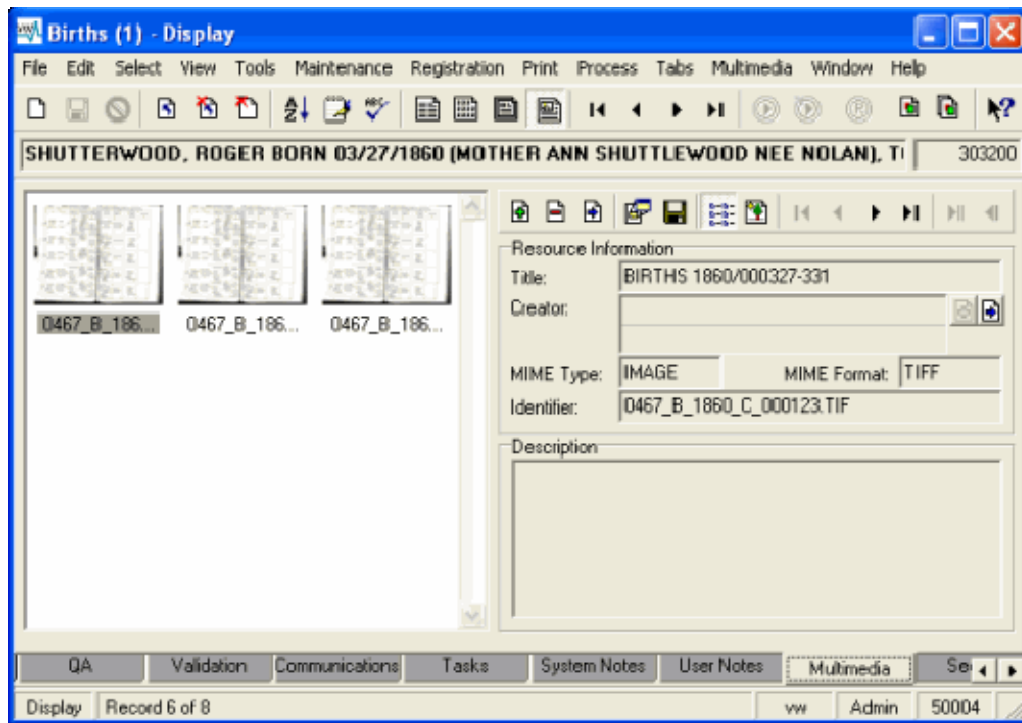 Births (1) - Display
File Edit Select View Tools Maintenance Registration Print Process Tabs Multimedia Window Help
SHUTTERWOOD, ROGER BORN 03/27/1860 (MOTHER ANN SHUTTLEWOOD NEE NOLAN), T 303200
Resource Information
Title: BIRTHS 1860/000327-331
Creator:
MIME Type: IMAGE MIME Format: TIFF
Identifier: 0467_B_1860_C_000123.TIF
0467_B_186... 0467_B_186... 0467_B_186...
Description
QA Validation Communications Tasks System Notes User Notes Multimedia Se
Display Record 6 of 8 vw Admin 50004